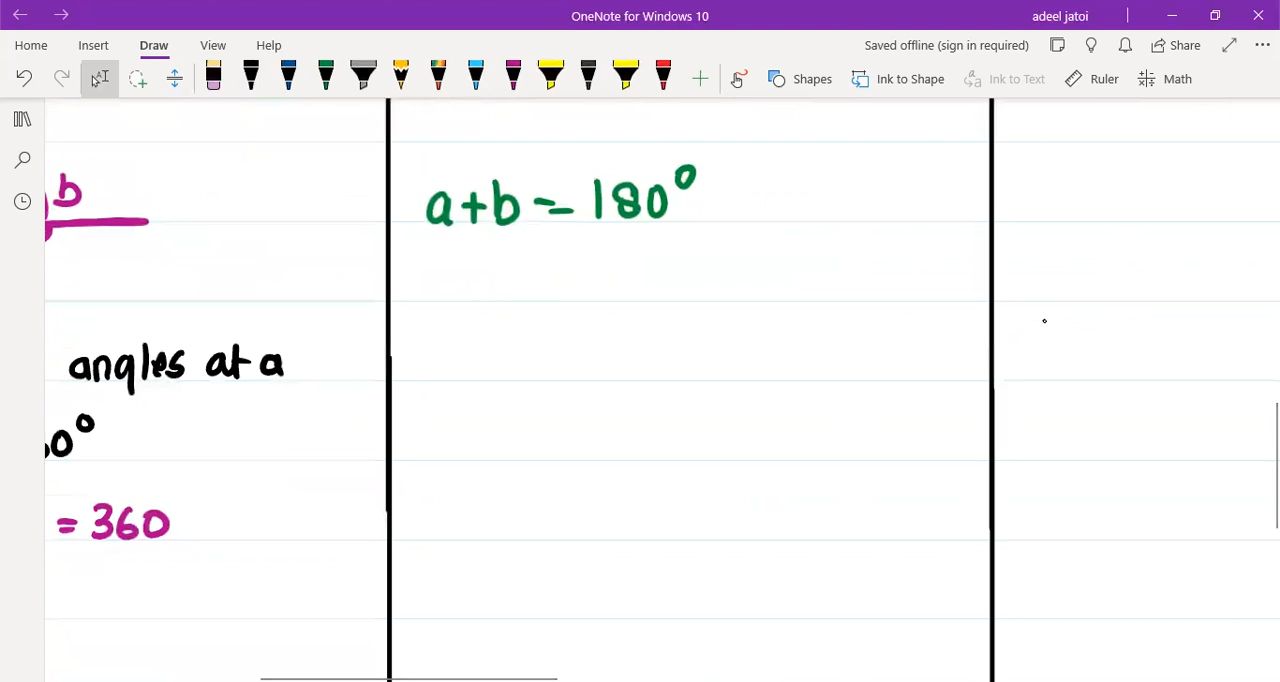 OneNote for Windows 10
adeel jatoi
Home Insert Draw View Help
Saved offline (sign in required)
Share
Shapes
Ink to Shape
Ink to Text
Ruler
Math
b
a+b=180°
angles at a
0°
= 360